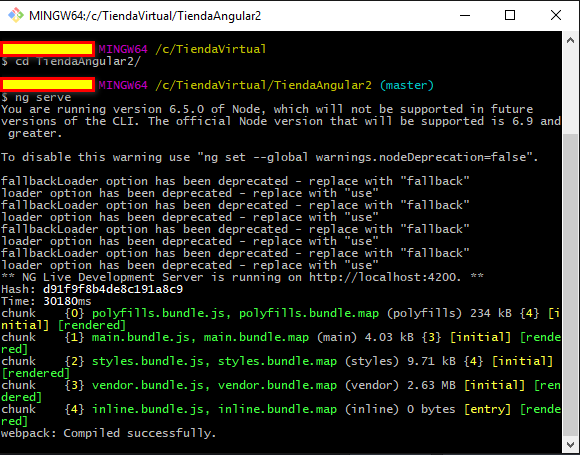 MINGW64:/c/TiendaVirtual/TiendaAngular2
MINGW64 /c/TiendaVirtual
$ cd TiendaAngular2/
MINGW64 /c/TiendaVirtual/TiendaAngular2 (master)
$ ng serve
You are running version 6.5.0 of Node, which will not be supported in future
versions of the CLI. The official Node version that will be supported is 6.9 and
 greater.
To disable this warning use "ng set --global warnings.nodeDeprecation=false".
fallbackLoader option has been deprecated - replace with "fallback"
loader option has been deprecated - replace with "use"
fallbackLoader option has been deprecated - replace with "fallback"
loader option has been deprecated - replace with "use"
fallbackLoader option has been deprecated - replace with "fallback"
loader option has been deprecated - replace with "use"
fallbackLoader option has been deprecated - replace with "fallback"
loader option has been deprecated - replace with "use"
** NG Live Development Server is running on http://localhost:4200. **
Hash: d91f9f8b4de8c191a8c9
Time: 30180ms
chunk    {0} polyfills.bundle.js, polyfills.bundle.map (polyfills) 234 kB {4} [i
nitial] [rendered]
chunk    {1} main.bundle.js, main.bundle.map (main) 4.03 kB {3} [initial] [rende
red]
chunk    {2} styles.bundle.js, styles.bundle.map (styles) 9.71 kB {4} [initial]
[rendered]
chunk    {3} vendor.bundle.js, vendor.bundle.map (vendor) 2.63 MB [initial] [ren
dered]
chunk    {4} inline.bundle.js, inline.bundle.map (inline) 0 bytes [entry] [rende
red]
webpack: Compiled successfully.